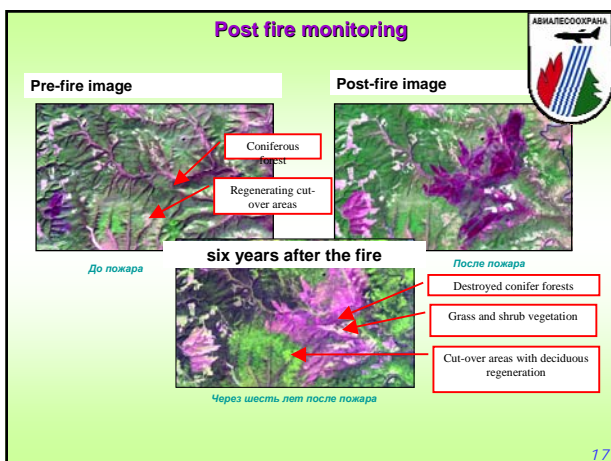 Post fire monitoring
АВИАЛЕСООХРАНА
Pre-fire image
Post-fire image
Coniferous
forest
Regenerating cut-
over areas
До пожара
После пожара
six years after the fire
Destroyed conifer forests
Grass and shrub vegetation
Cut-over areas with deciduous
regeneration
Через шесть лет после пожара
17